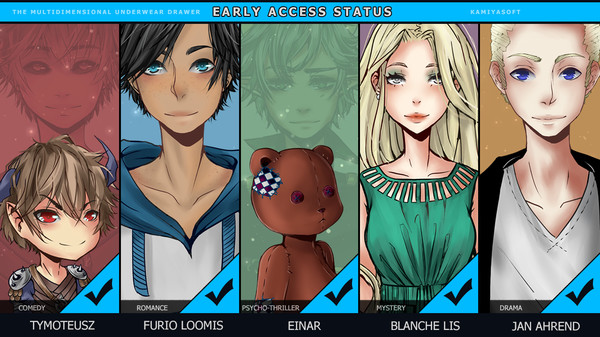 THE MULTIDIMENSIONAL UNDERWEAR DRAWER
EARLY ACCESS STATUS
KAMIYASOFT
COMEDY
TYMOTEUSZ
ROMANCE
FURIO LOOMIS
PSYCHO-THRILLER
EINAR
MYSTERY
BLANCHE LIS
DRAMA
JAN AHREND